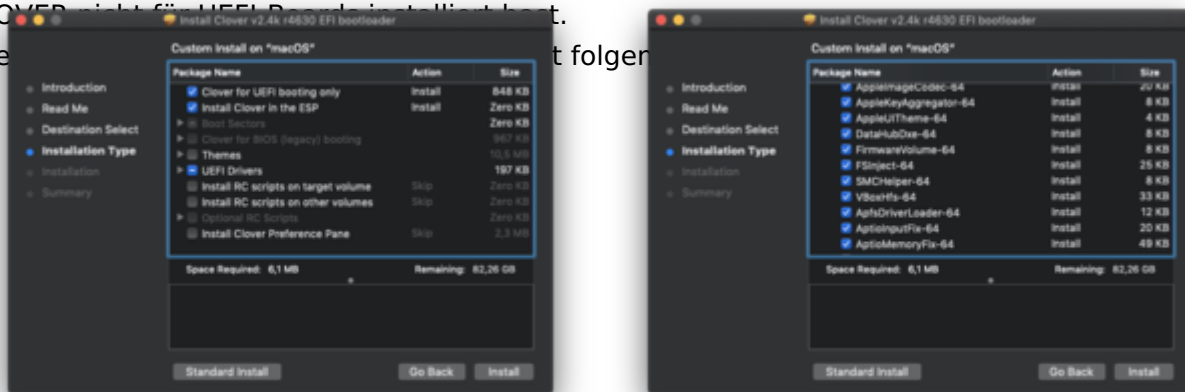 OVER nicht für UEFI Boards installiert hast.
e t folgen
Install Clover v2.4k r4630 EFI bootloader
Custom Install on "macOS"
Introduction
Read Me
Destination Select
Installation Type
Installation
Summary
Package Name Action Size
Clover for UEFI booting only Install 848 KB
Install Clover in the ESP Install Zero KB
Boot Sectors Zero KB
Clover for BIOS (legacy) booting 967 KB
Themes 10,5 MB
UEFI Drivers 197 KB
Install RC scripts on target volume Skip Zero KB
Install RC scripts on other volumes Skip Zero KB
Optional RC Scripts Zero KB
Install Clover Preference Pane Skip 2,3 MB
Space Required: 6,1 MB Remaining: 82,26 GB
Standard Install Go Back Install
Install Clover v2.4k r4630 EFI bootloader
Custom Install on "macOS"
Introduction
Read Me
Destination Select
Installation Type
Installation
Summary
Package Name Action Size
AppleImageCodec-64 Install 20 KB
AppleKeyAggregator-64 Install 8 KB
AppleUITheme-64 Install 4 KB
DataHubDxe-64 Install 8 KB
FirmwareVolume-64 Install 8 KB
FSInject-64 Install 25 KB
SMCHelper-64 Install 8 KB
VBoxHfs-64 Install 33 KB
ApfsDriverLoader-64 Install 12 KB
AptioInputFix-64 Install 20 KB
AptioMemoryFix-64 Install 49 KB
Space Required: 6,1 MB Remaining: 82,26 GB
Standard Install Go Back Install